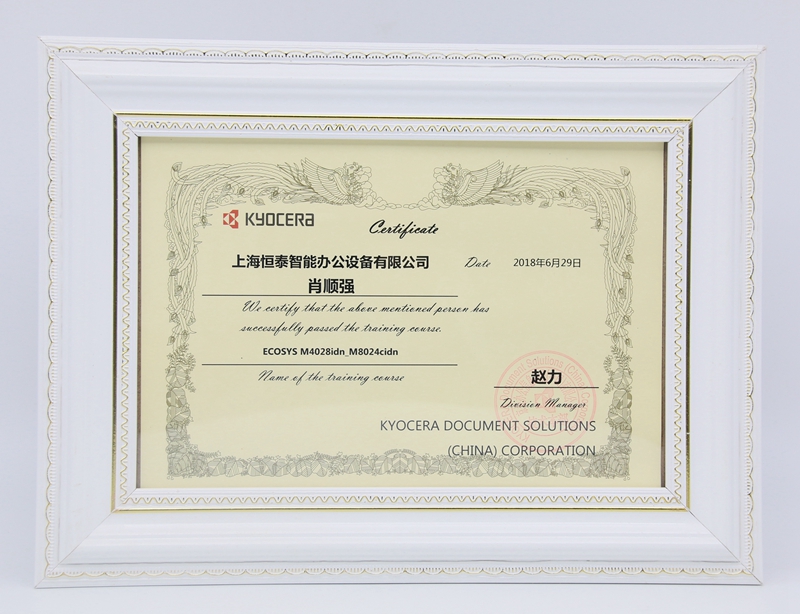 KYOCERA
Certificate
上海恒泰智能办公设备有限公司
Date 2018年6月29日
肖顺强
We certify that the above mentioned person has
successfully passed the training course.
ECOSYS M4028idn_M8024cidn
Name of the training course
赵力
Division Manager
KYOCERA DOCUMENT SOLUTIONS
(CHINA) CORPORATION